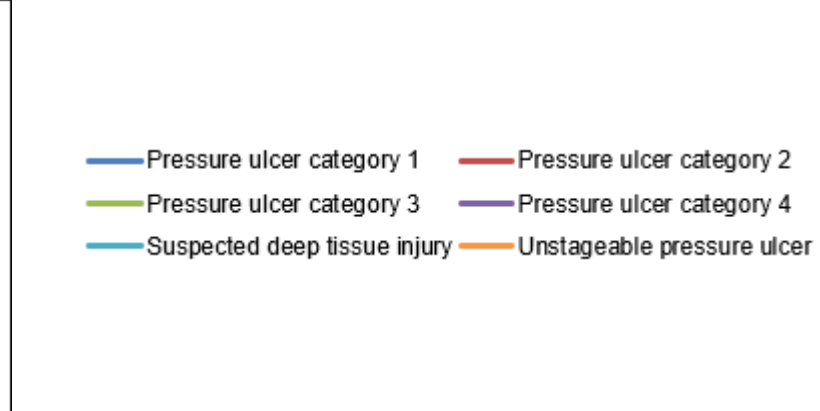 Pressure ulcer category 1 Pressure ulcer category 2
Pressure ulcer category 3 Pressure ulcer category 4
Suspected deep tissue injury Unstageable pressure ulcer